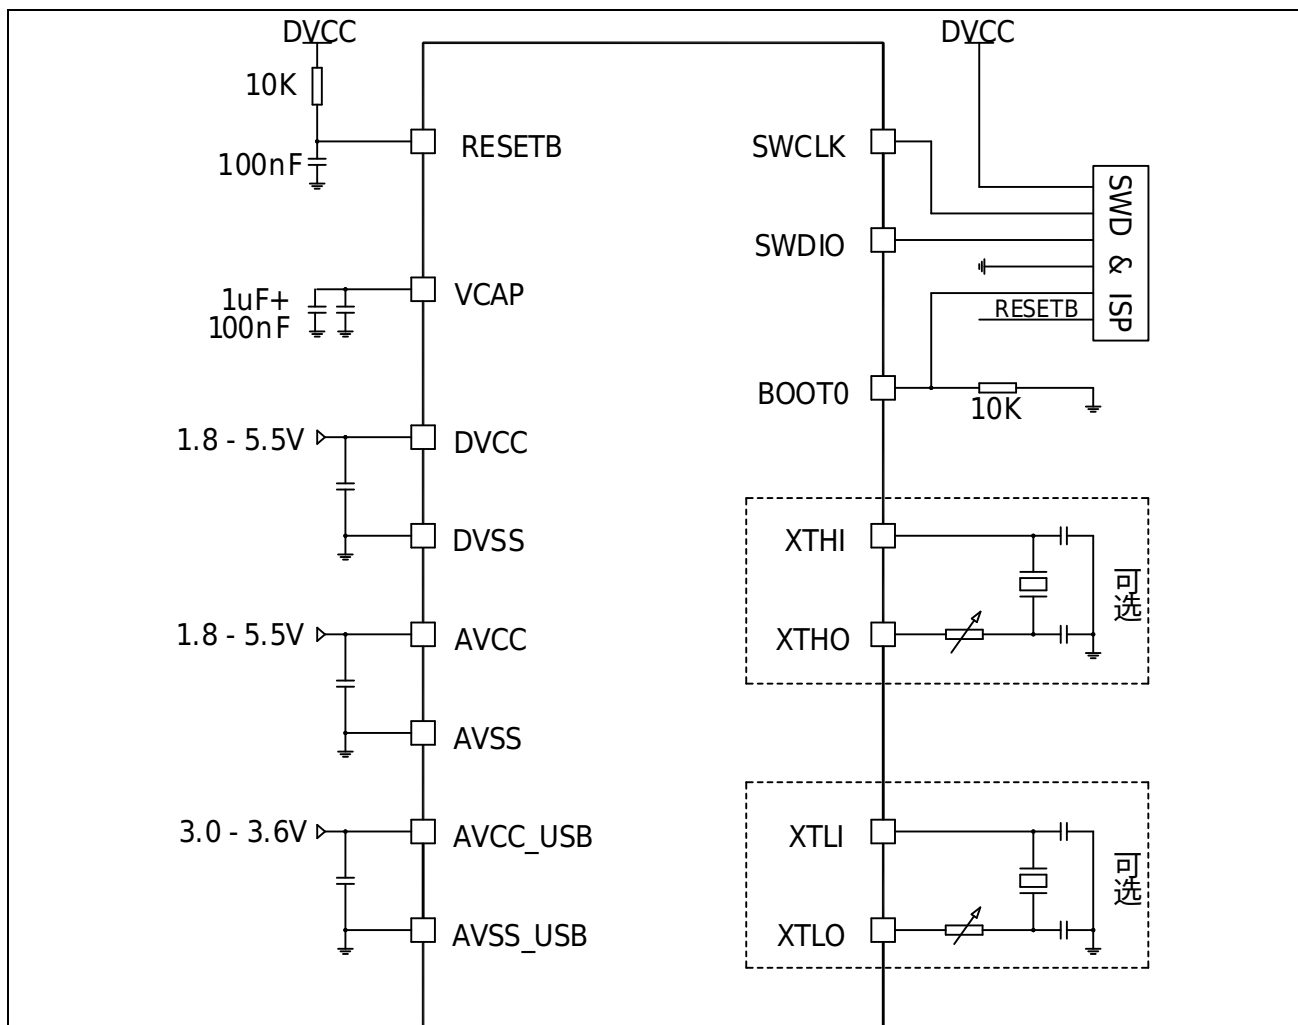 DVCC
10K
100nF
RESETB
1uF+
100nF
VCAP
1.8 - 5.5V
DVCC
DVSS
1.8 - 5.5V
AVCC
AVSS
3.0 - 3.6V
AVCC_USB
AVSS_USB
DVCC
SWCLK
SWDIO
SWD & ISP
RESETB
BOOT0
10K
XTHI
XTHO
可选
XTLI
XTLO
可选